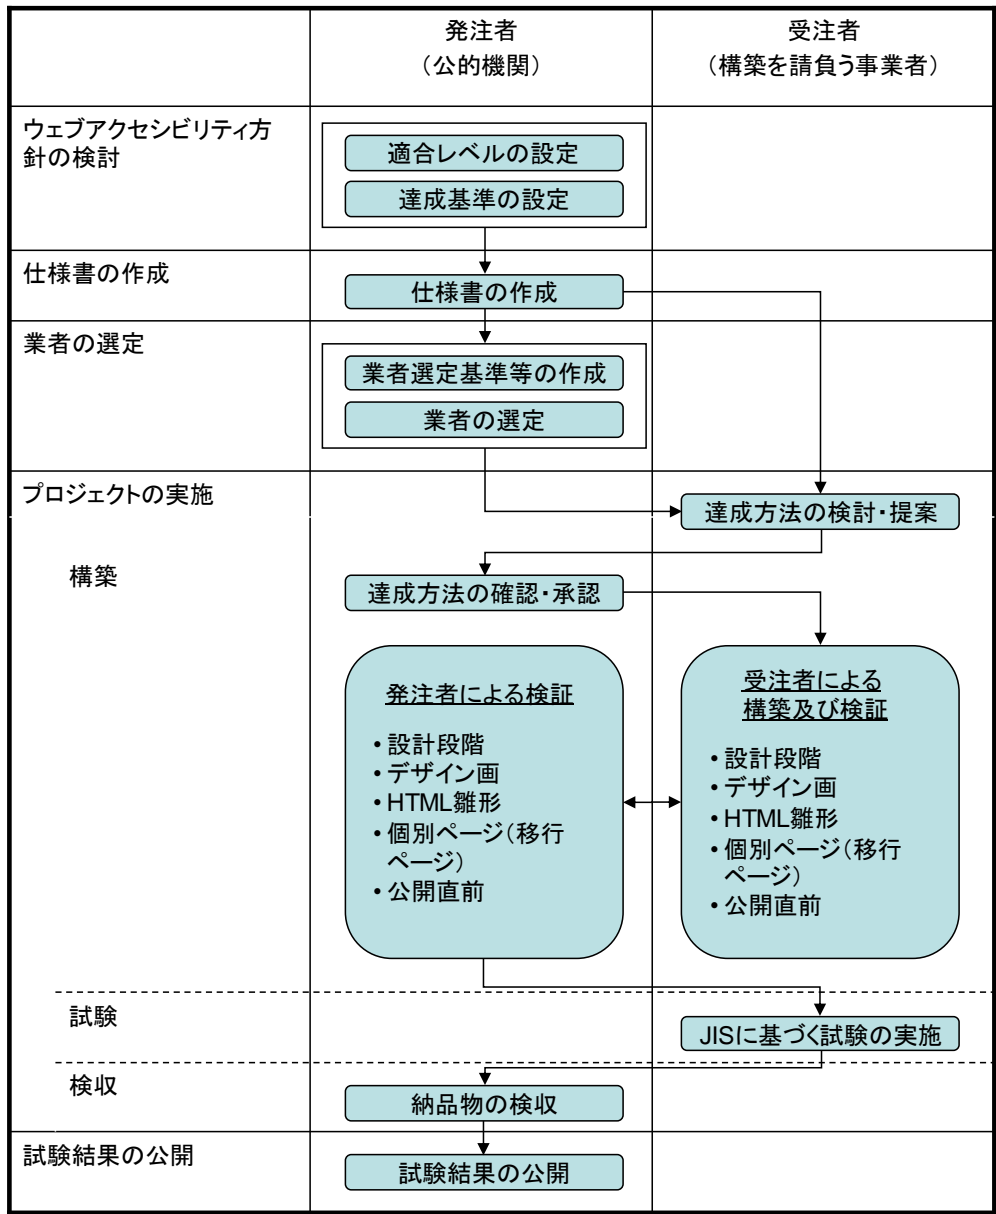 発注者
（公的機関）
受注者
（構築を請負う事業者）
ウェブアクセシビリティ方
針の検討
適合レベルの設定
達成基準の設定
仕様書の作成
仕様書の作成
業者の選定
業者選定基準等の作成
業者の選定
プロジェクトの実施
達成方法の検討・提案
構築
達成方法の確認・承認
発注者による検証
• 設計段階
• デザイン画
• HTML雛形
• 個別ページ（移行
ページ）
• 公開直前
受注者による
構築及び検証
• 設計段階
• デザイン画
• HTML雛形
• 個別ページ（移行
ページ）
• 公開直前
試験
JISに基づく試験の実施
検収
納品物の検収
試験結果の公開
試験結果の公開